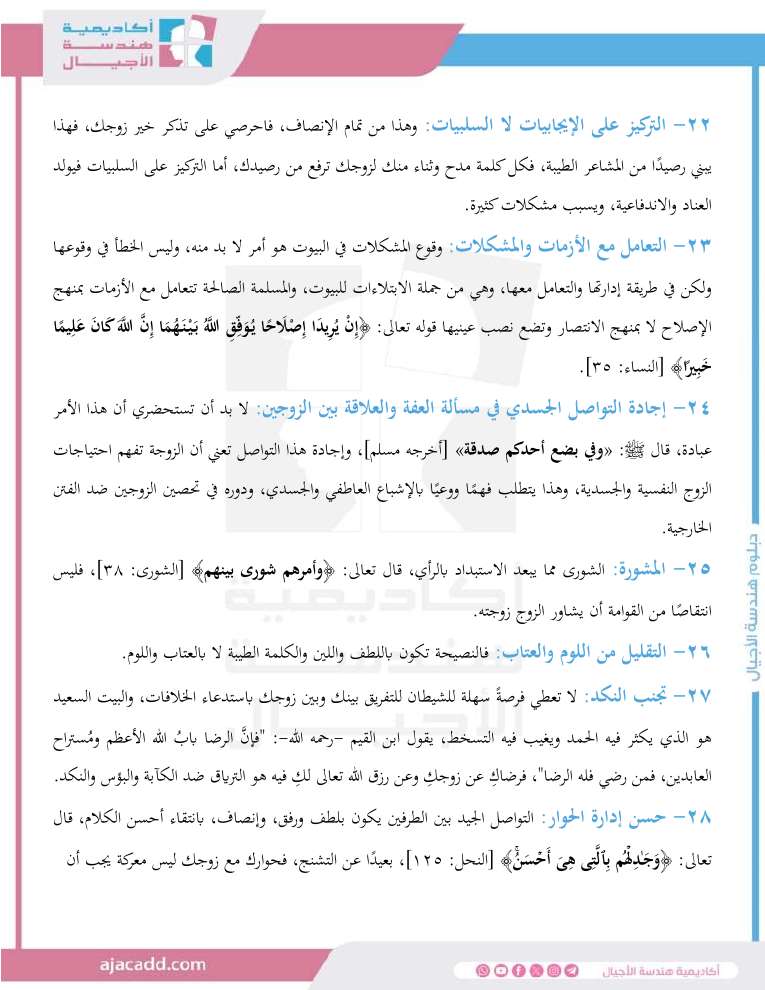 أكاديمية
هندسة
الأجيال
٢٢- التركيز على الإيجابيات لا السلبيات: وهذا من تمام الإنصاف، فاحرصي على تذكر خير زوجك، فهذا
يبني رصيدًا من المشاعر الطيبة، فكل كلمة مدح وثناء منك لزوجك ترفع من رصيدك، أما التركيز على السلبيات فيولد
العناد والاندفاعية، ويسبب مشكلات كثيرة.
٢٣- التعامل مع الأزمات والمشكلات: وقوع المشكلات في البيوت هو أمر لا بد منه، وليس الخطأ في وقوعها
ولكن في طريقة إدارتها والتعامل معها، وهي من جملة الابتلاءات للبيوت، والمسلمة الصالحة تتعامل مع الأزمات بمنهج
الإصلاح لا بمنهج الانتصار وتضع نصب عينيها قوله تعالى: ﴿إِنْ يُرِيدَا إِصْلَاحًا يُوَفِّقِ اللَّهُ بَيْنَهُمَا إِنَّ اللَّهَ كَانَ عَلِيمًا
خَبِيرًا﴾ [النساء: ٣٥].
٢٤- إجادة التواصل الجسدي في مسألة العفة والعلاقة بين الزوجين: لا بد أن تستحضري أن هذا الأمر
عبادة، قال ﷺ: «وفي بضع أحدكم صدقة» [أخرجه مسلم]، وإجادة هذا التواصل تعني أن الزوجة تفهم احتياجات
الزوج النفسية والجسدية، وهذا يتطلب فهمًا ووعيًا بالإشباع العاطفي والجسدي، ودوره في تحصين الزوجين ضد الفتن
الخارجية.
٢٥- المشورة: الشورى مما يبعد الاستبداد بالرأي، قال تعالى: ﴿وأمرهم شورى بينهم﴾ [الشورى: ٣٨]، فليس
انتقاصًا من القوامة أن يشاور الزوج زوجته.
٢٦- التقليل من اللوم والعتاب: فالنصيحة تكون باللطف واللين والكلمة الطيبة لا بالعتاب واللوم.
٢٧- تجنب النكد: لا تعطي فرصةً سهلة للشيطان للتفريق بينك وبين زوجك باستدعاء الخلافات، والبيت السعيد
هو الذي يكثر فيه الحمد ويغيب فيه التسخط، يقول ابن القيم -رحمه الله-: "فإنَّ الرضا بابُ الله الأعظم ومُستراح
العابدين، فمن رضي فله الرضا"، فرضاكِ عن زوجكِ وعن رزق الله تعالى لكِ فيه هو الترياق ضد الكآبة والبؤس والنكد.
٢٨- حسن إدارة الحوار: التواصل الجيد بين الطرفين يكون بلطف ورفق، وإنصاف، بانتقاء أحسن الكلام، قال
تعالى: ﴿وَجَٰدِلْهُم بِٱلَّتِى هِىَ أَحْسَنُ﴾ [النحل: ١٢٥]، بعيدًا عن التشنج، فحوارك مع زوجك ليس معركة يجب أن
دبلوم هندسة الأجيال
أكاديمية
هندسة
الأجيال
ajacadd.com
أكاديمية هندسة الأجيال